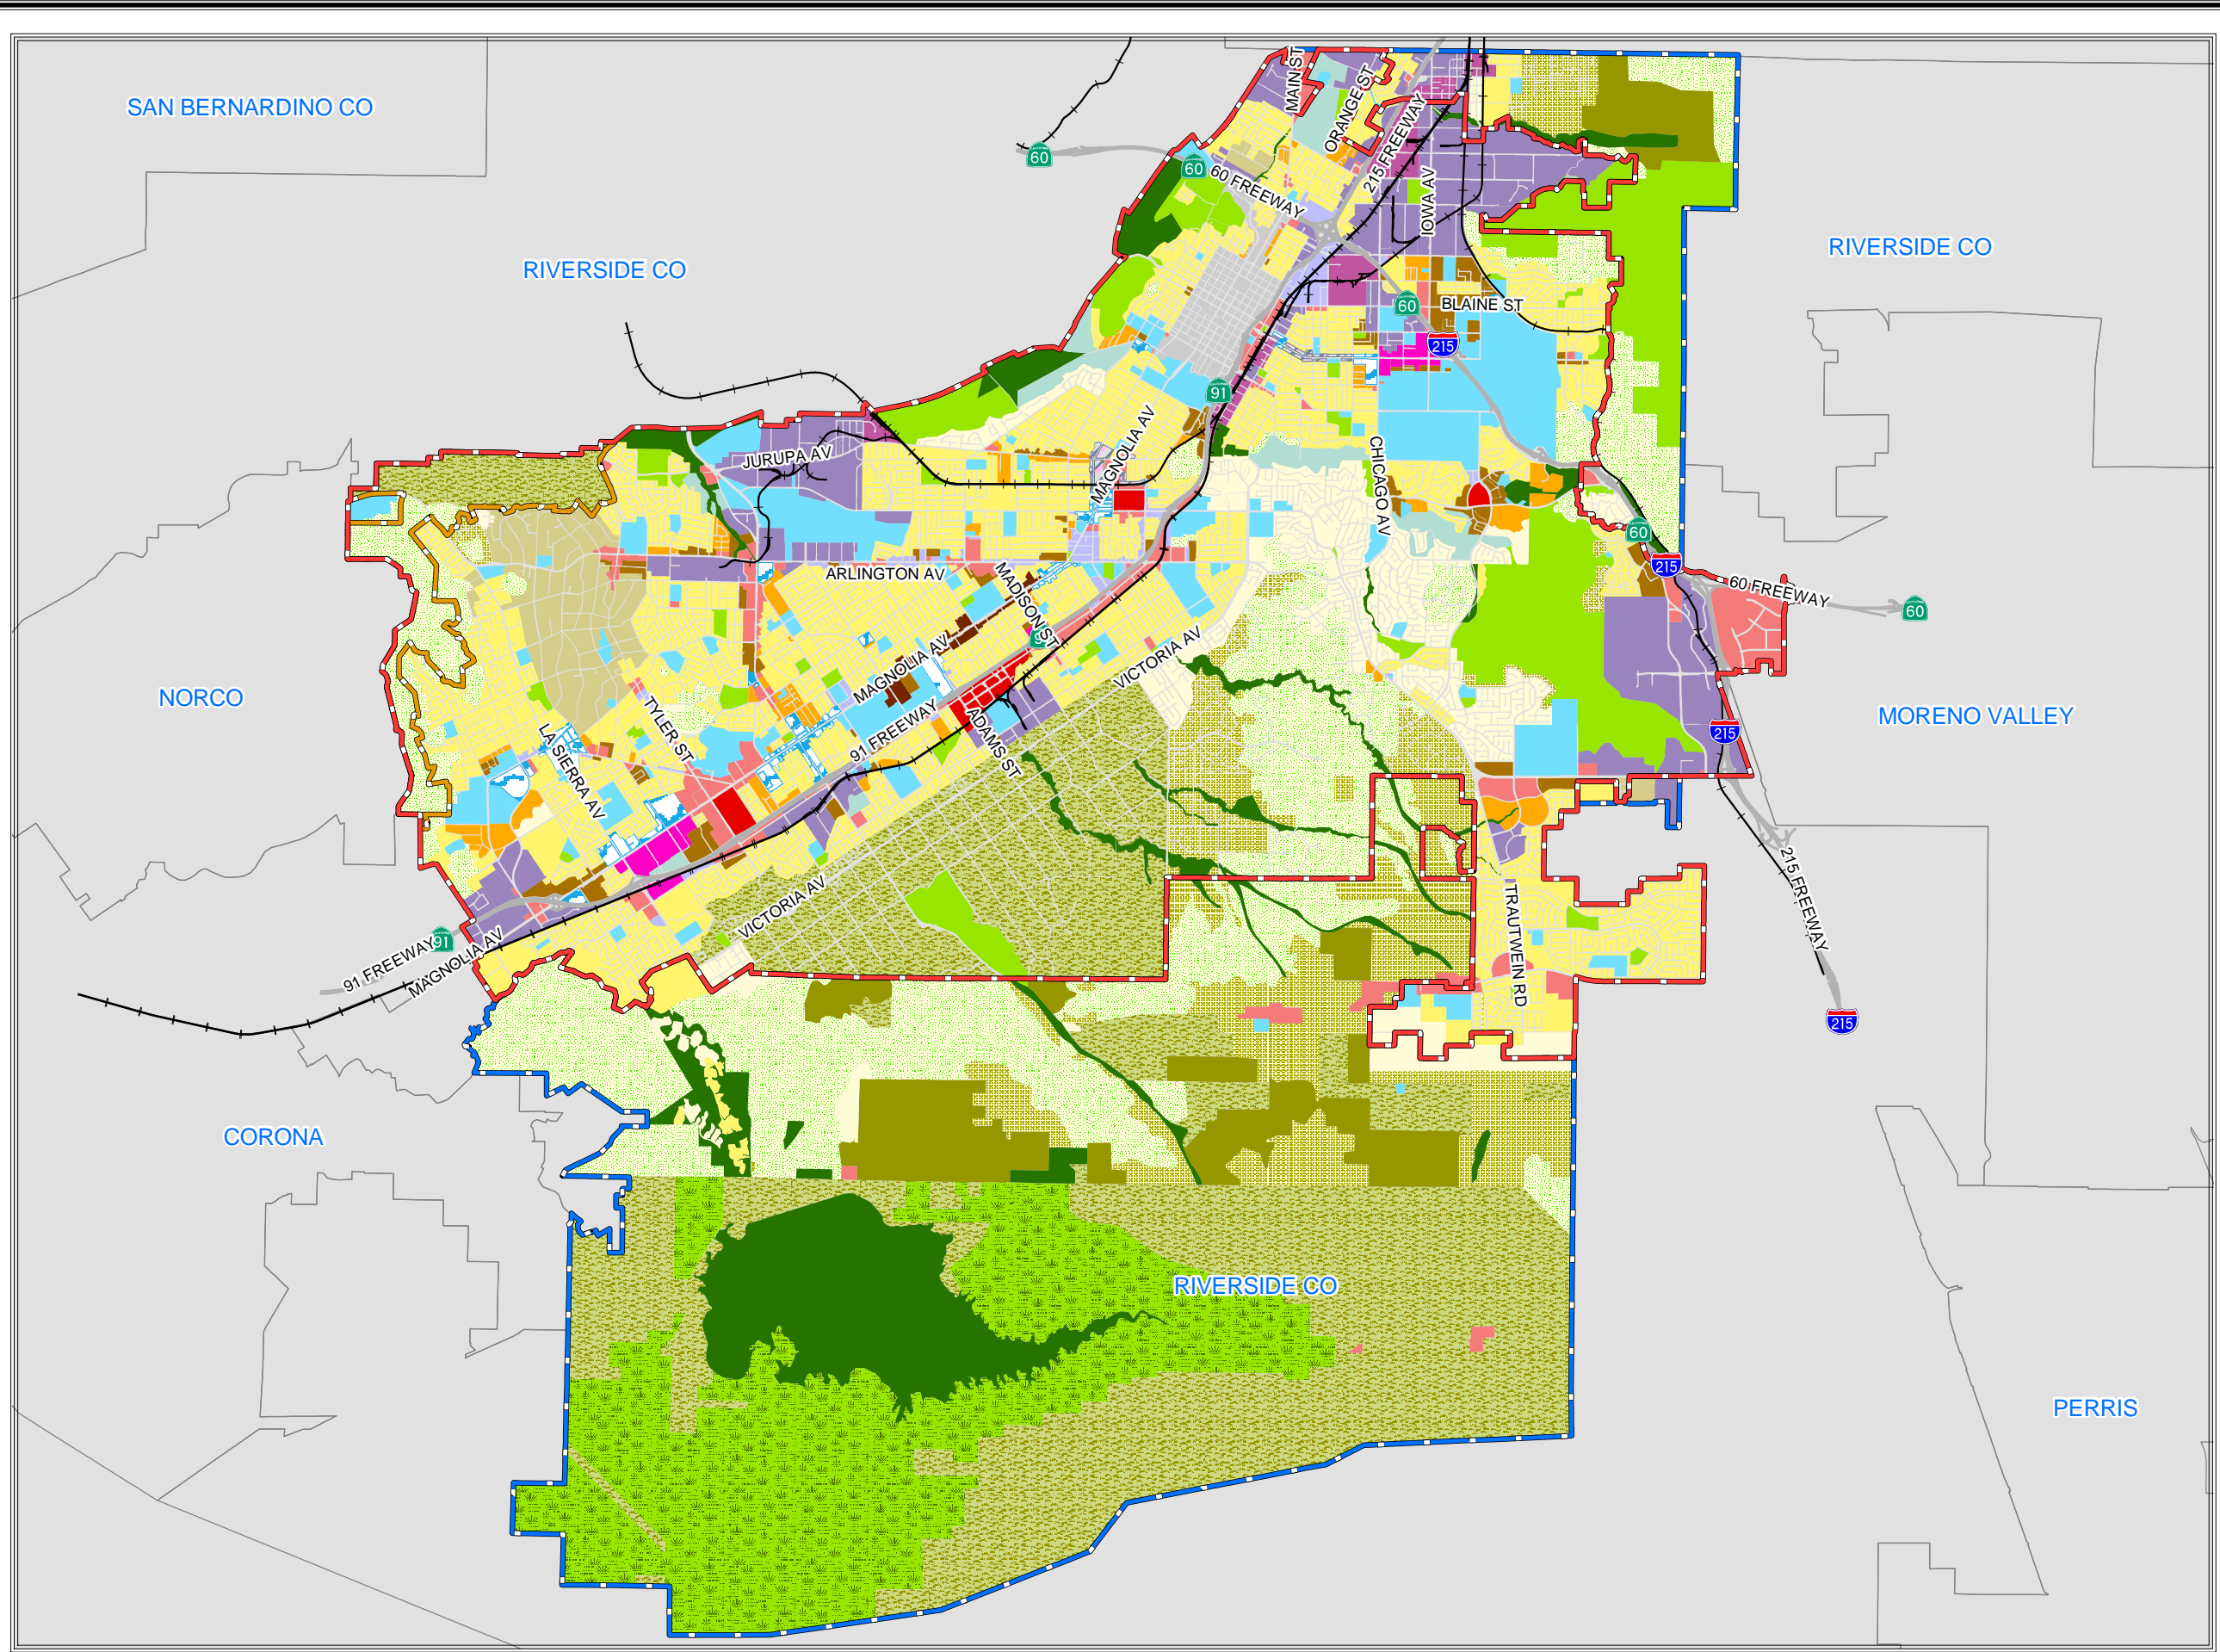 MAIN ST
SAN BERNARDINO CO
ORANGE ST
60
60
60 FREEWAY
215 FREEWAY
IOWA AV
RIVERSIDE CO
RIVERSIDE CO
60
BLAINE ST
215
91
MAGNOLIA AV
JURUPA AV
CHICAGO AV
60
215
ARLINGTON AV
MADISON ST
60 FREEWAY
60
MAGNOLIA AV
VICTORIA AV
NORCO
TYLER ST
LA SIERRA AV
91 FREEWAY
ADAMS ST
MORENO VALLEY
215
VICTORIA AV
TRAUTWEIN RD
215 FREEWAY
91
91 FREEWAY
MAGNOLIA AV
215
CORONA
RIVERSIDE CO
PERRIS